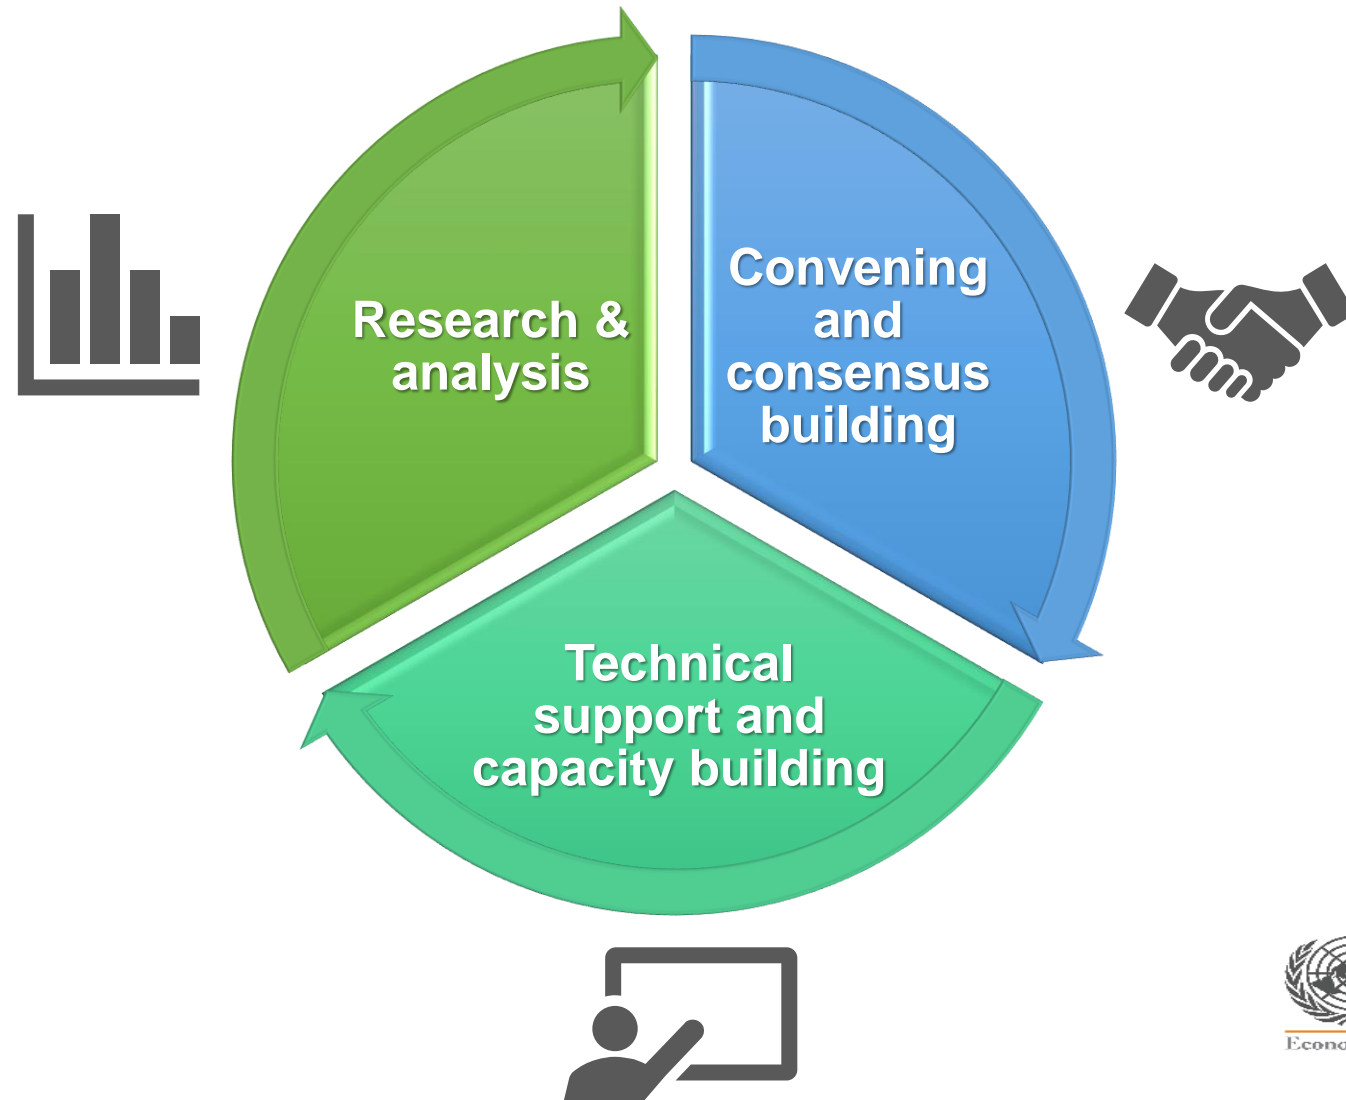 Research &
analysis
Convening
and
consensus
building
Technical
support and
capacity building